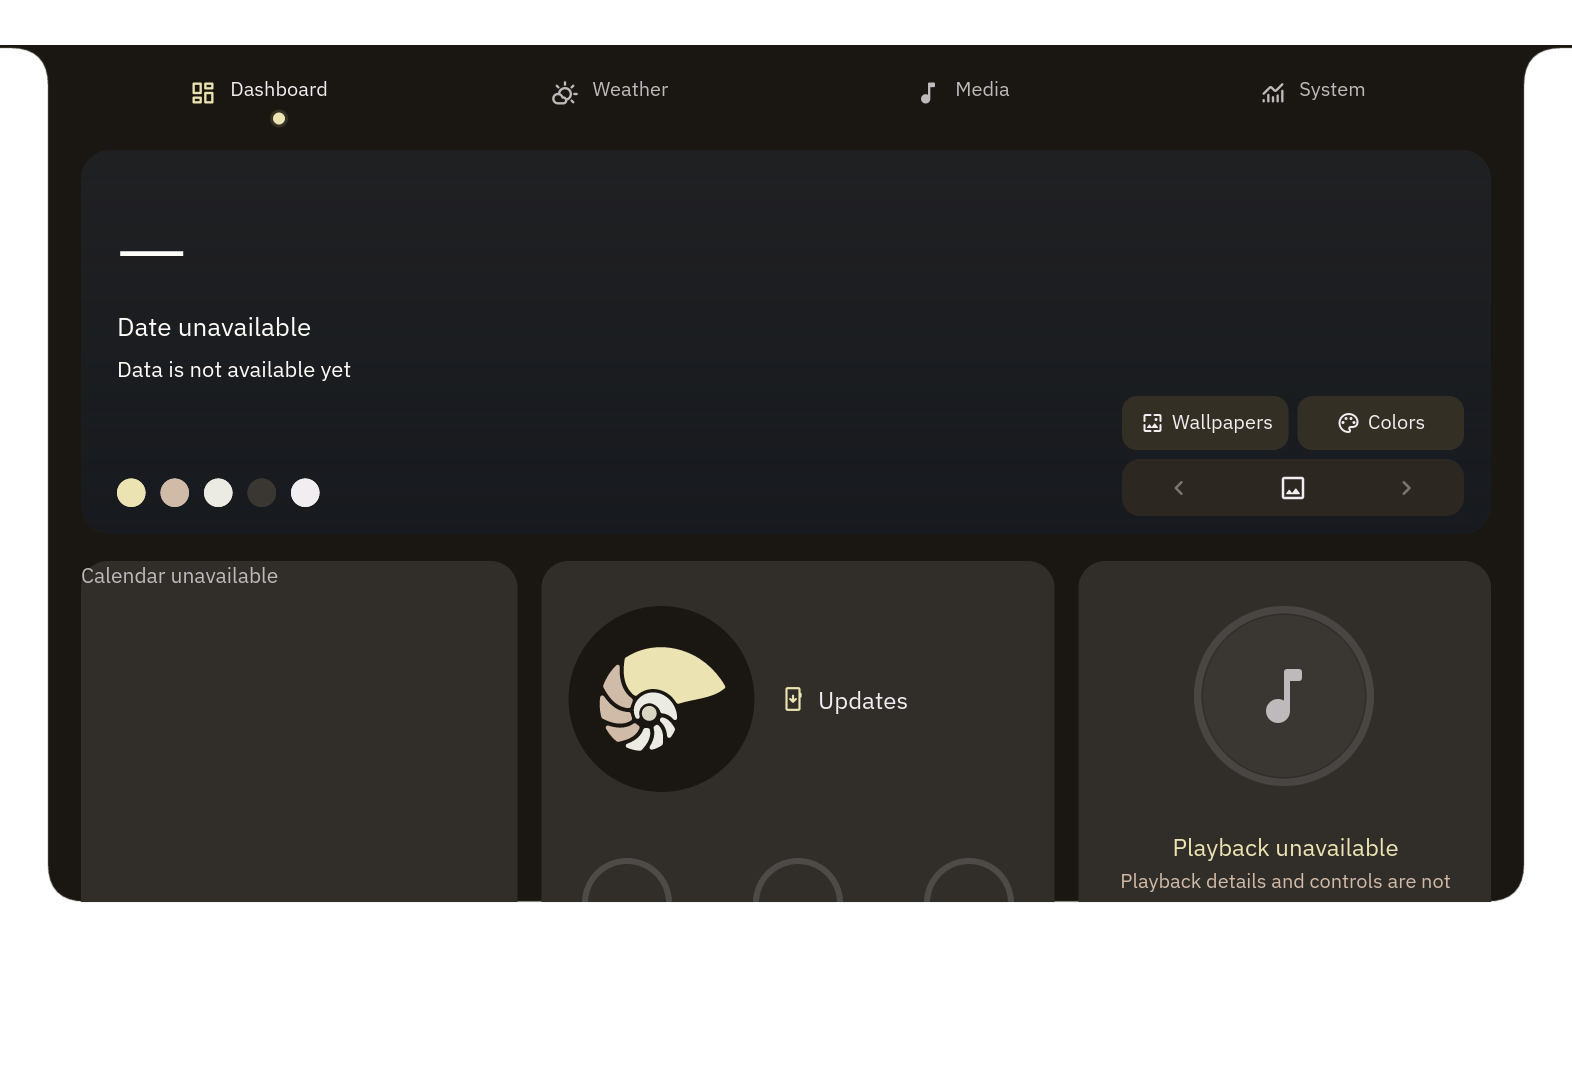 Dashboard
Weather
Media
System
Date unavailable
Data is not available yet
Wallpapers
Colors
Calendar unavailable
Updates
Playback unavailable
Playback details and controls are not